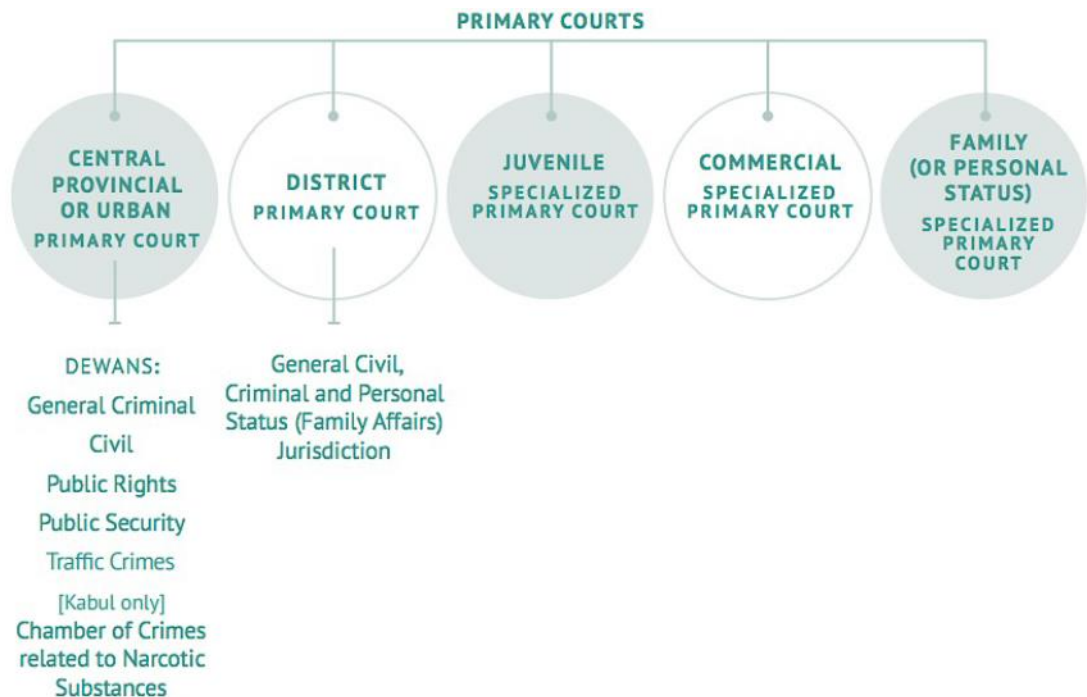 PRIMARY COURTS
CENTRAL
PROVINCIAL
OR URBAN
PRIMARY COURT
DISTRICT
PRIMARY COURT
JUVENILE
SPECIALIZED
PRIMARY COURT
COMMERCIAL
SPECIALIZED
PRIMARY COURT
FAMILY
(OR PERSONAL
STATUS)
SPECIALIZED
PRIMARY
COURT
DEWANS:
General Criminal
Civil
Public Rights
Public Security
Traffic Crimes
[Kabul only]
Chamber of Crimes
related to Narcotic
Substances
General Civil,
Criminal and Personal
Status (Family Affairs)
Jurisdiction